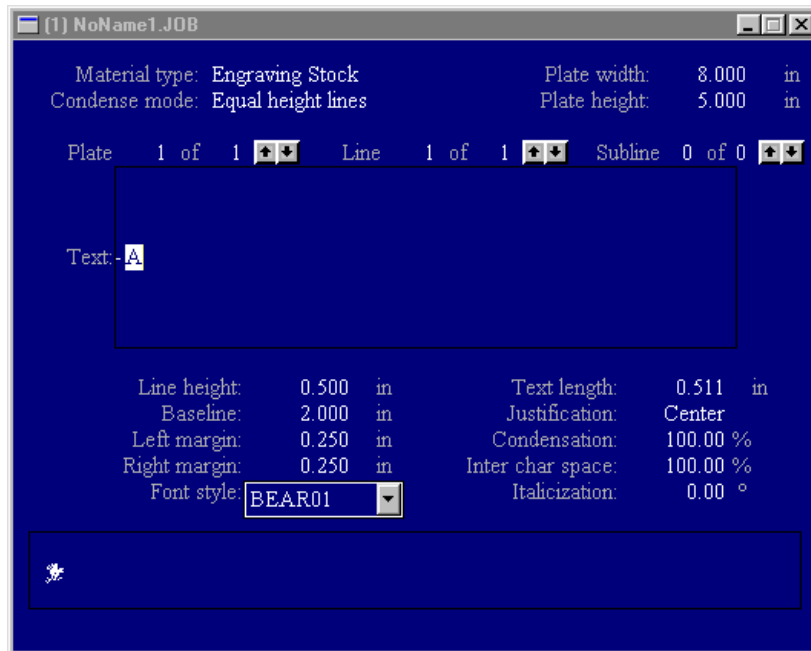 (1) NoName1.JOB
Material type: Engraving Stock Plate width: 8.000 in
Condense mode: Equal height lines Plate height: 5.000 in
Plate 1 of 1 Line 1 of 1 Subline 0 of 0
Text:- A
Line height: 0.500 in Text length: 0.511 in
Baseline: 2.000 in Justification: Center
Left margin: 0.250 in Condensation: 100.00 %
Right margin: 0.250 in Inter char space: 100.00 %
Font style: BEAR01 Italicization: 0.00 °